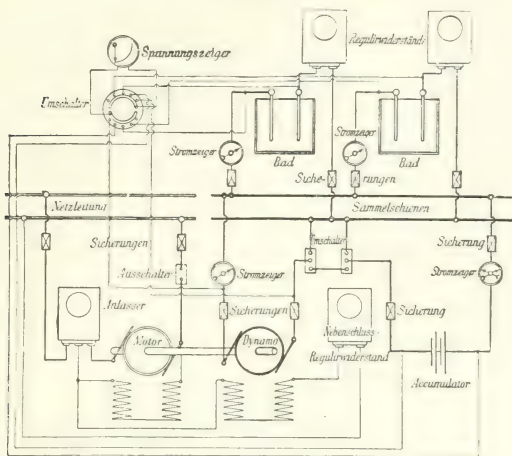 Spannungszeiger
Regulirwiderstände
Umschalter
Stromzeiger
Bad
Stromzeiger
Bad
Siche-
rungen
Netzleitung
Sammelschienen
Sicherungen
Umschalter
Sicherung
Ausschalter
Stromzeiger
Stromzeiger
Anlasser
Sicherungen
Sicherung
Motor
Dynamo
Nebenschluss-
Regulirwiderstand
Accumulator